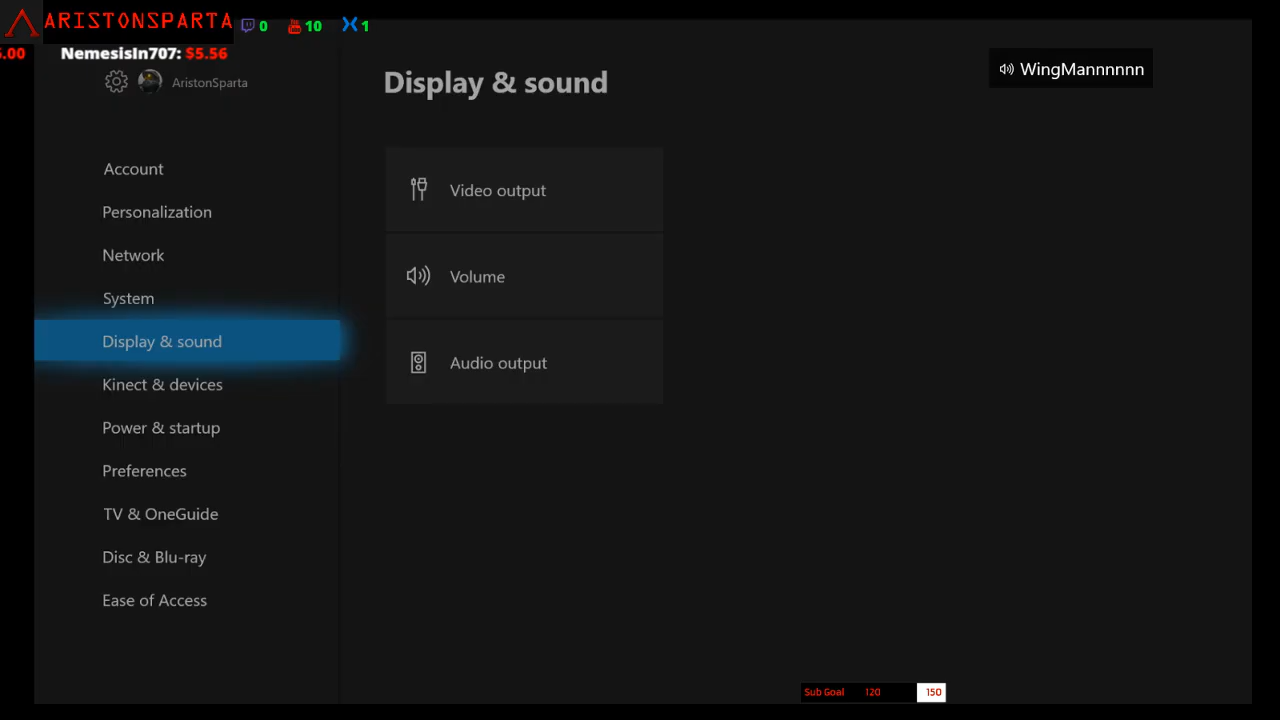 ARISTONSPARTA 0 10 1
5.00 NemesisIn707: $5.56
AristonSparta
Account
Personalization
Network
System
Display & sound
Kinect & devices
Power & startup
Preferences
TV & OneGuide
Disc & Blu-ray
Ease of Access
Display & sound
Video output
Volume
Audio output
WingMannnnnn
Sub Goal 120 150